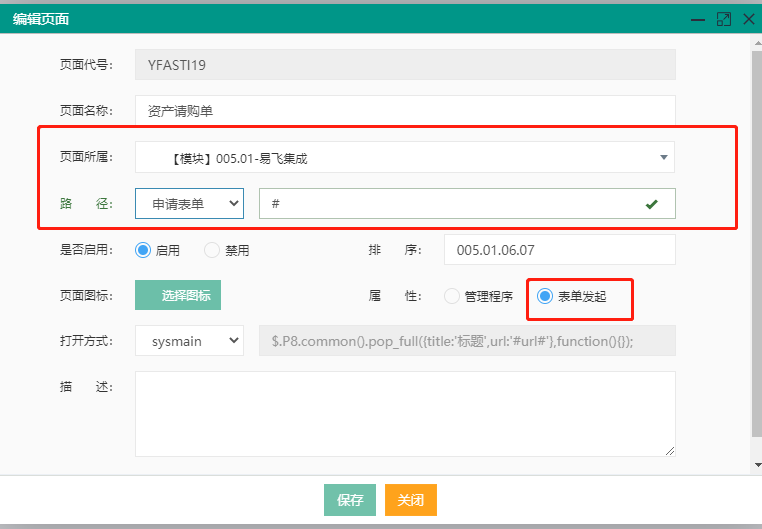 编辑页面
页面代号: YFASTI19
页面名称: 资产请购单
页面所属: 【模块】005.01-易飞集成
路 径: 申请表单 #
是否启用: 启用 禁用 排 序: 005.01.06.07
页面图标: 选择图标 属 性: 管理程序 表单发起
打开方式: sysmain $.P8.common().pop_full({title:'标题',url:'#url#'},function(){});
描 述:
保存 关闭